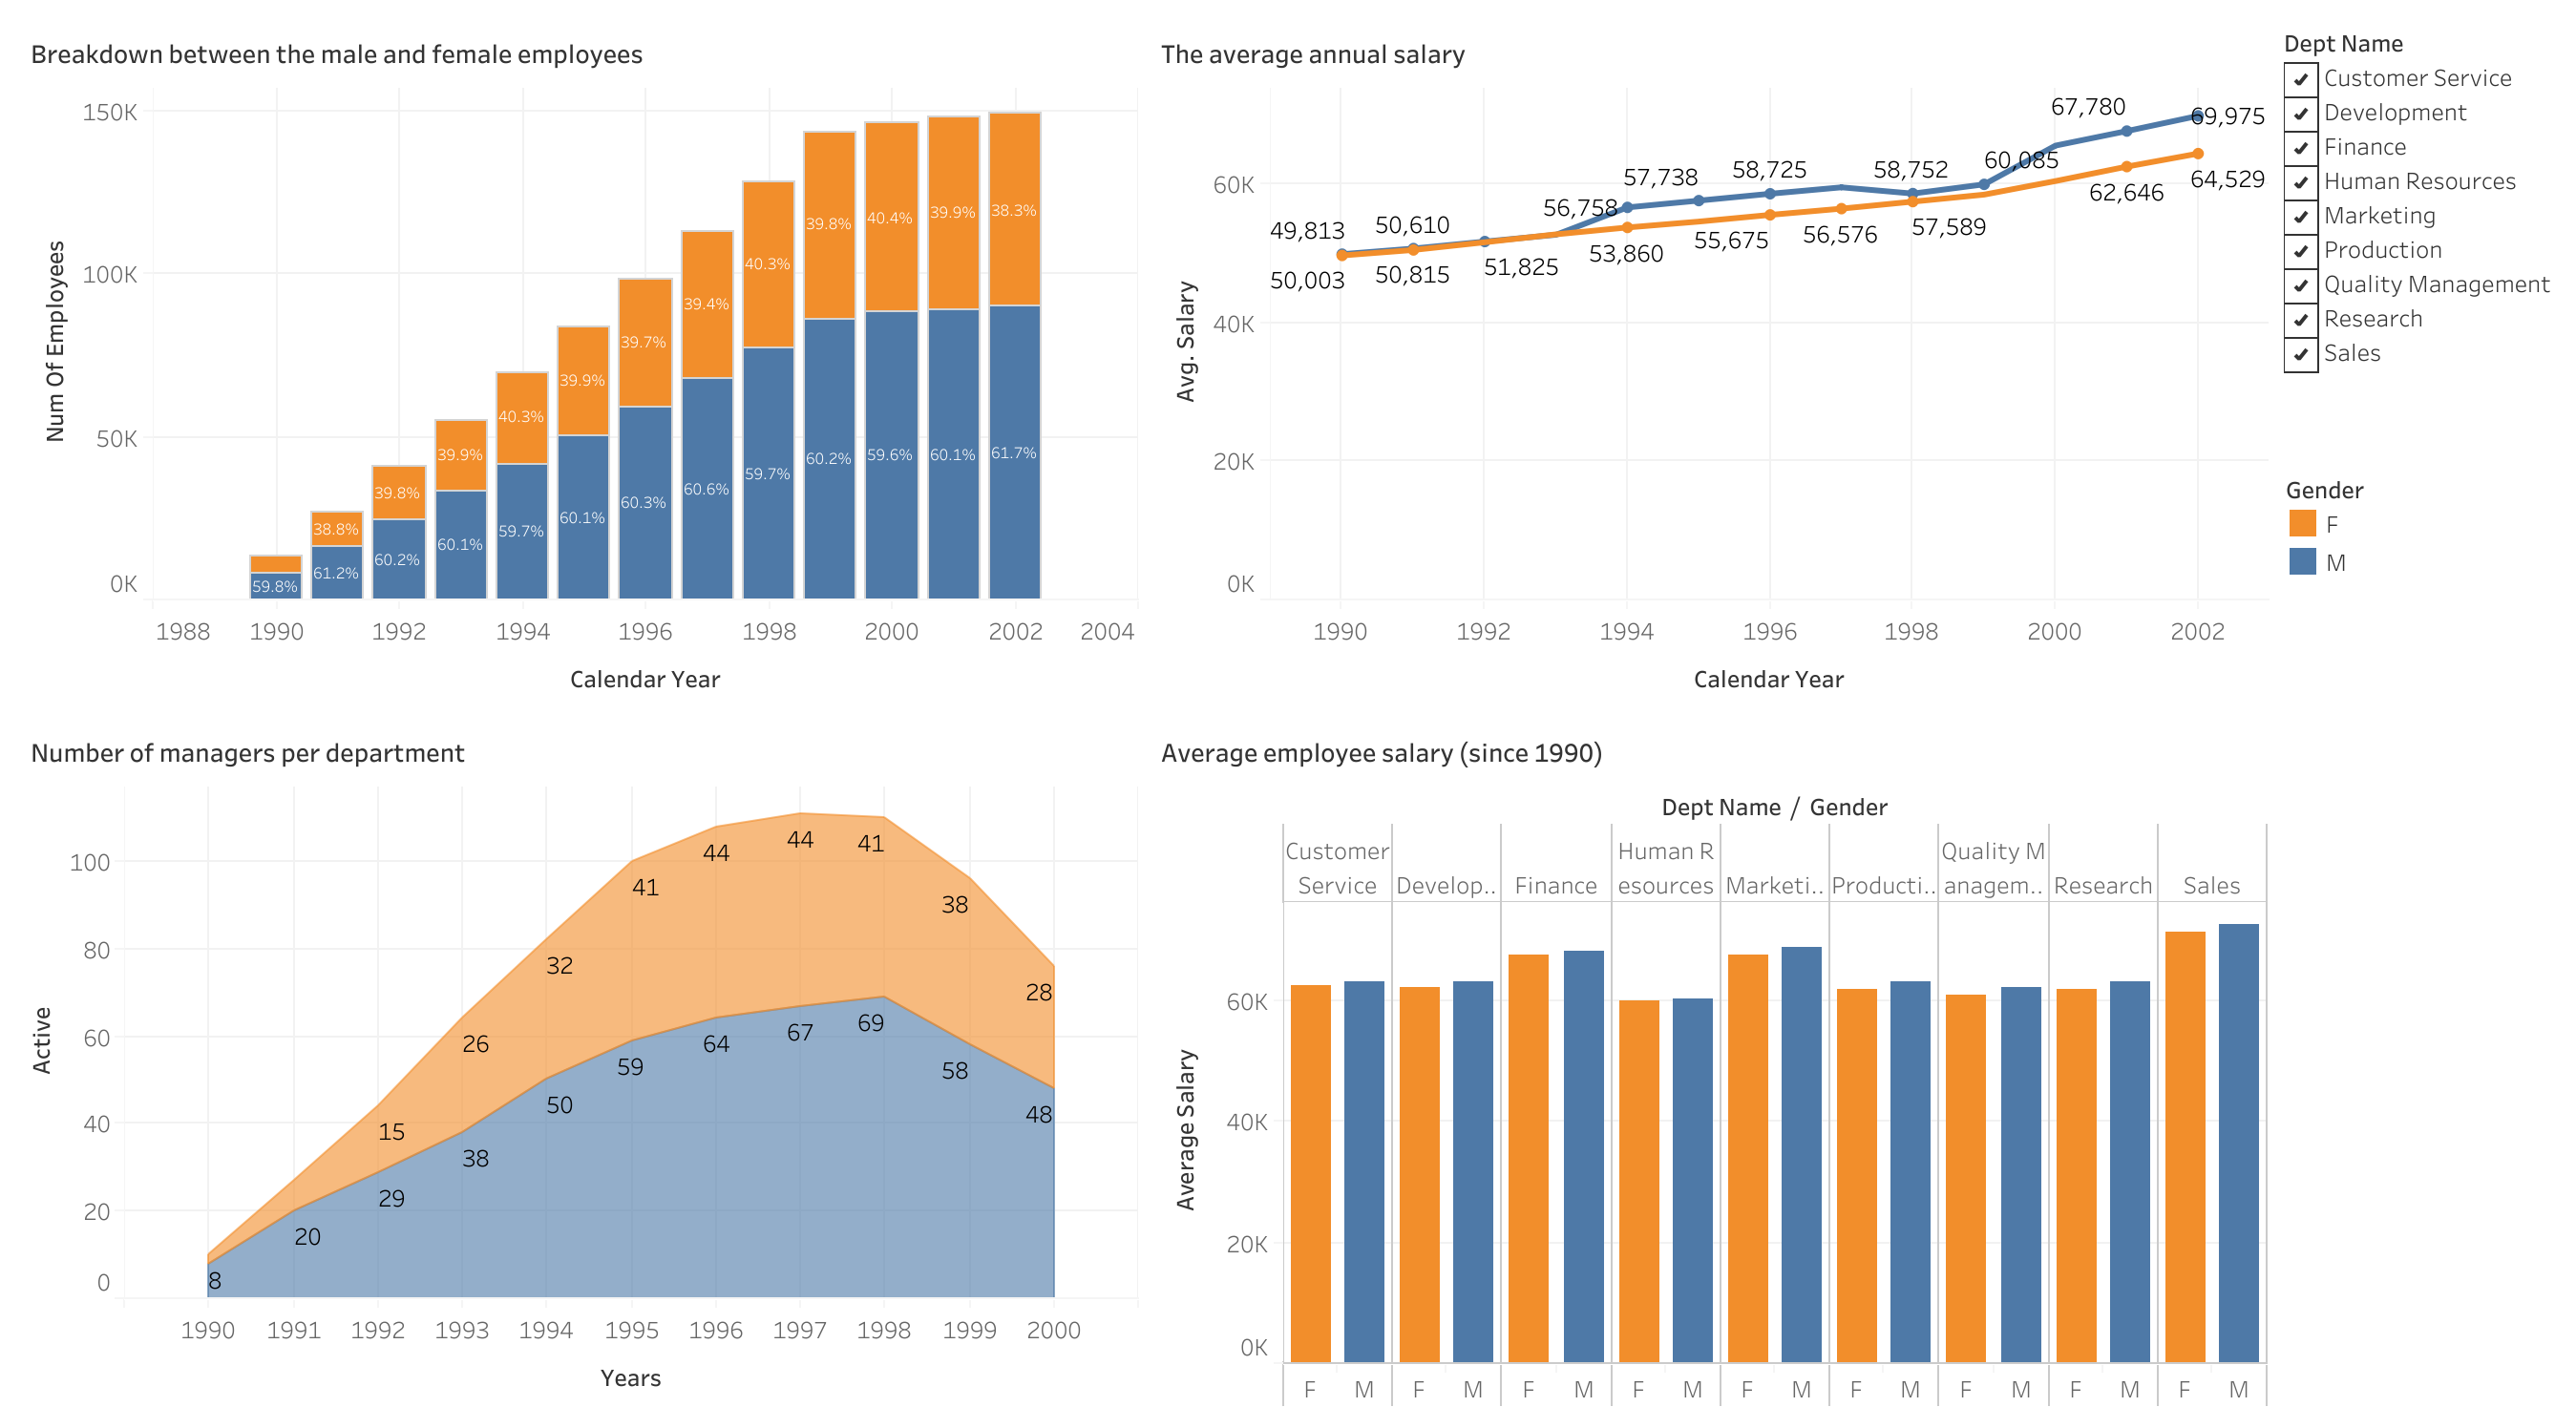 Breakdown between the male and female employees
150K
100K
50K
0K
Num Of Employees
59.8%
38.8%
61.2%
39.8%
60.2%
39.9%
60.1%
40.3%
59.7%
39.9%
60.1%
39.7%
60.3%
39.4%
60.6%
40.3%
59.7%
39.8%
60.2%
40.4%
59.6%
39.9%
60.1%
38.3%
61.7%
1988 1990 1992 1994 1996 1998 2000 2002 2004
Calendar Year
The average annual salary
60K
40K
20K
0K
Avg. Salary
49,813
50,610
56,758
57,738
58,725
58,752
60,085
67,780
69,975
50,003
50,815
51,825
53,860
55,675
56,576
57,589
62,646
64,529
1990 1992 1994 1996 1998 2000 2002
Calendar Year
Dept Name
Customer Service
Development
Finance
Human Resources
Marketing
Production
Quality Management
Research
Sales
Gender
F
M
Number of managers per department
100
80
60
40
20
0
Active
15
26
32
41
44
44
41
38
28
8
20
29
38
50
59
64
67
69
58
48
1990 1991 1992 1993 1994 1995 1996 1997 1998 1999 2000
Years
Average employee salary (since 1990)
Dept Name / Gender
Customer
Service
Develop..
Finance
Human R
esources
Marketi..
Producti..
Quality M
anagem..
Research
Sales
60K
40K
20K
0K
Average Salary
F M F M F M F M F M F M F M F M F M